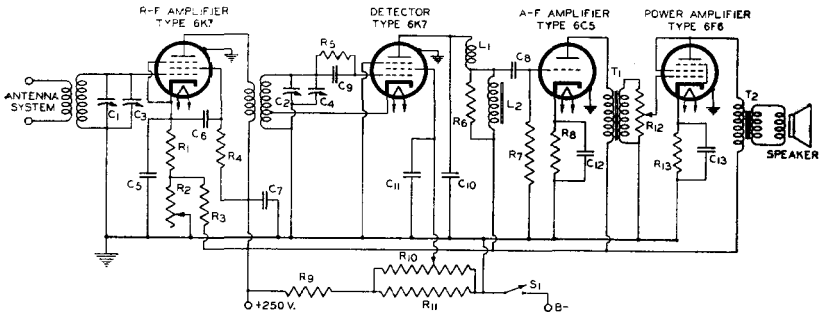 R-F AMPLIFIER
TYPE 6K7
DETECTOR
TYPE 6K7
A-F AMPLIFIER
TYPE 6C5
POWER AMPLIFIER
TYPE 6F6
ANTENNA
SYSTEM
C1
C3
C6
R1
R4
C5
R2
R3
C7
R5
C2
C4
C9
C11
C10
L1
R6
L2
C8
R7
R8
C12
T1
R12
R13
C13
T2
SPEAKER
R10
R9
R11
S1
+250 V.
B-